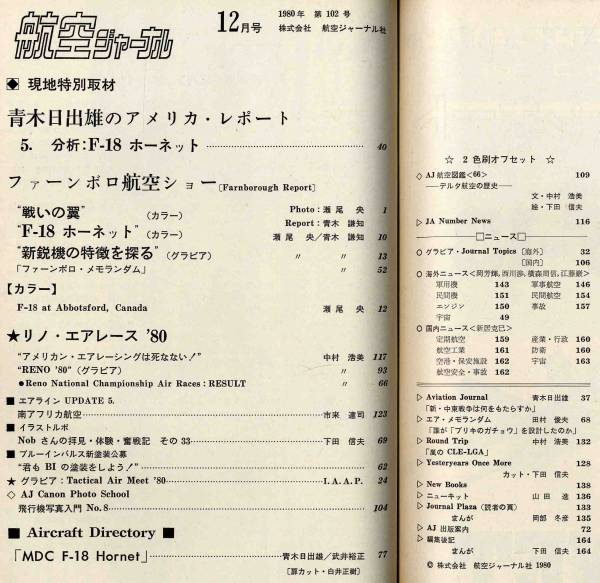 航空ジャーナル
12月号
1980年 第102号
株式会社 航空ジャーナル社
◆ 現地特別取材
青木日出雄のアメリカ・レポート
5. 分析:F-18 ホーネット 40
ファーンボロ航空ショー[Farnborough Report]
“戦いの翼”(カラー) Photo:瀬尾 央 1
“F-18 ホーネット”(カラー) Report:青木 謙知
瀬尾 央/青木 謙知 10
“新鋭機の特徴を探る”(グラビア) 〃 〃 13
「ファーンボロ・メモランダム」 〃 52
【カラー】
F-18 at Abbotsford, Canada 瀬尾 央 12
★リノ・エアレース '80
“アメリカン・エアレーシングは死なない!” 中村 浩美 117
“RENO '80”(グラビア) 〃 93
●Reno National Championship Air Races:RESULT 〃 66
■ エアライン UPDATE 5.
南アフリカ航空 市来 達司 123
■ イラストルポ
Nob さんの拝見・体験・奮戦記 その33 下田 信夫 69
■ ブルーインパルス新塗装公募
“君も BI の塗装をしよう!” 62
★ グラビア:Tactical Air Meet '80 I.A.A.P. 24
◇ AJ Canon Photo School
飛行機写真入門 No.8 104
■ Aircraft Directory ■
「MDC F-18 Hornet」 青木日出雄/武井裕正 77
[扉カット・白井正樹]
☆ 2 色刷オフセット ☆
◇ AJ航空図鑑<66> 109
――デルタ航空の歴史――
文・中村 浩美
絵・下田 信夫
▷ JA Number News 116
□ニュース□
○ グラビア・Journal Topics [海外] 32
[国内] 106
○ 海外ニュース
軍用機 143 軍事航空 146
民間機 151 民間航空 154
エンジン 150 事故 157
宇宙 49
○ 国内ニュース<新居克巳>
定期航空 159 産業・行政 160
航空工業 161 防衛 160
空港・保安施設 162 宇宙 163
航空安全・事故 162
▷ Aviation Journal 青木日出雄 37
「新・中東戦争は何をもたらすか」
▷ エア・メモランダム 田村 俊夫 68
「誰が「ブリキのガチョウ」を設計したのか」
▷ Round Trip 中村 浩美 132
「嵐の CLE-LGA」
▷ Yesteryears Once More 128
カット・下田 信夫
▷ New Books 138
▷ ニューキット 山田 進 136
▷ Journal Plaza (読者の頁) 133
まんが 岡部 冬彦 135
▷ AJ 出版案内 72
▷ 編集後記 164
まんが 下田 信夫 164
© 株式会社 航空ジャーナル社 1980